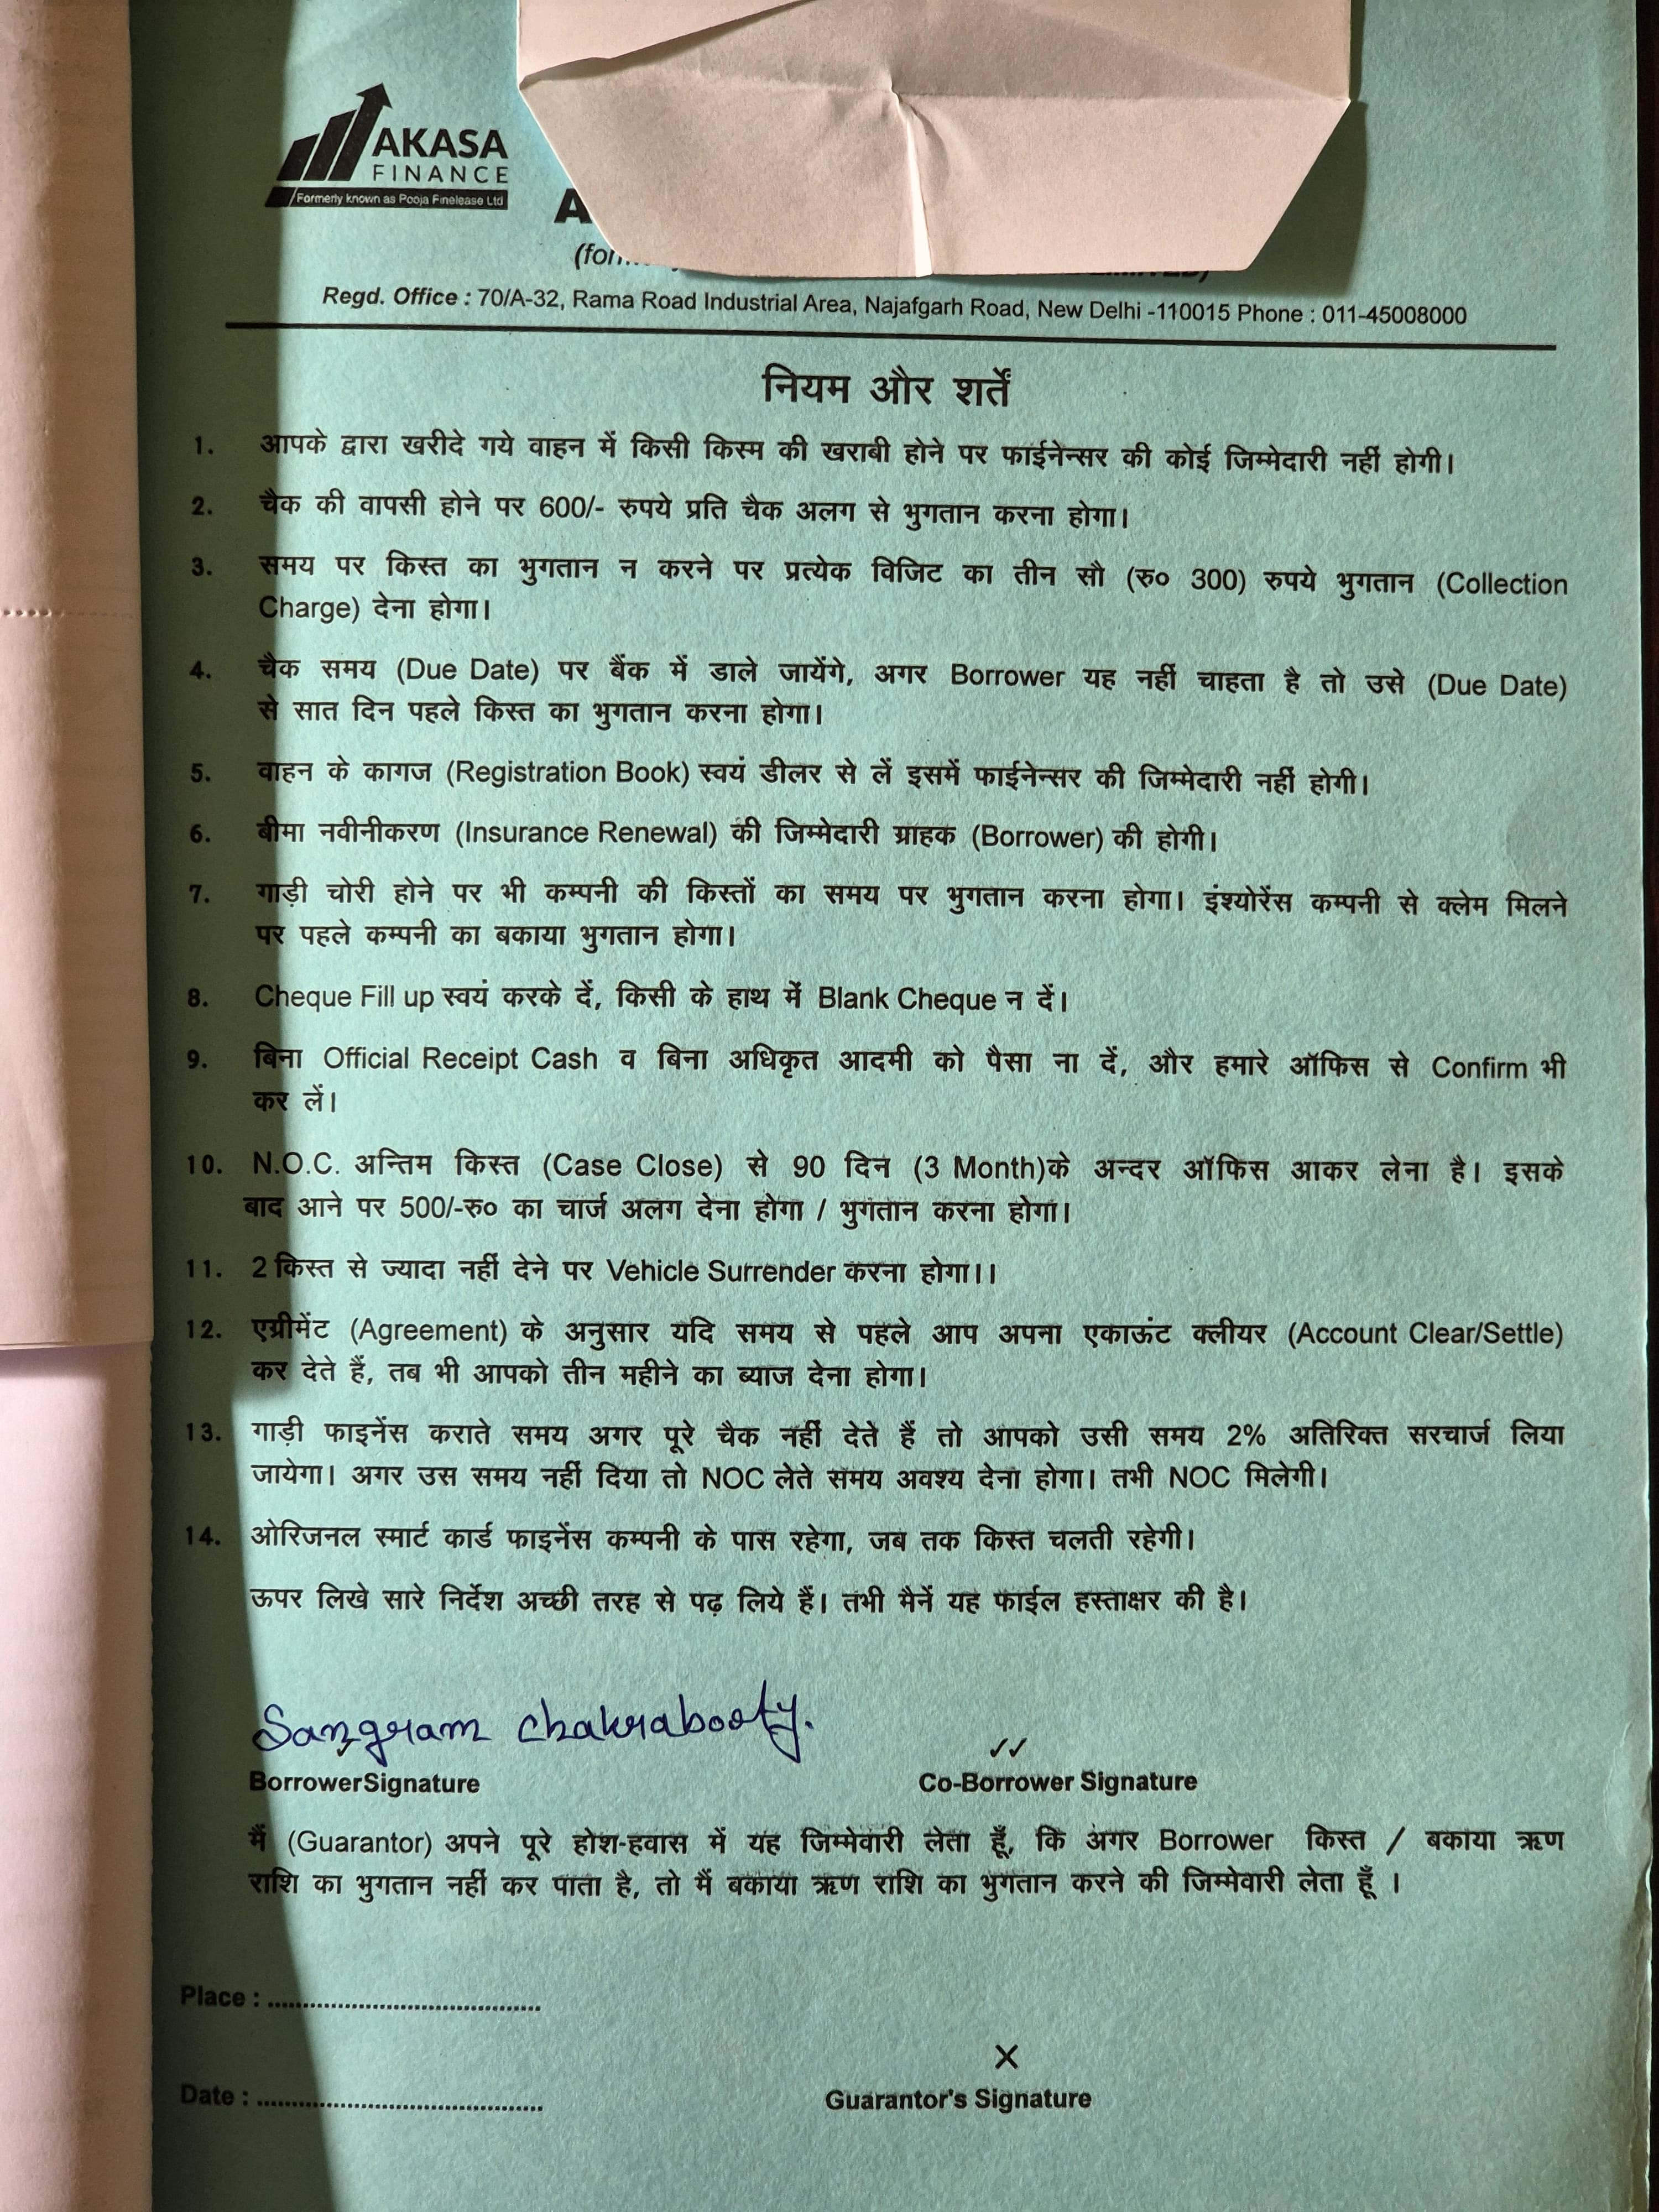 AKASA
FINANCE
Formerly known as Pooja Finelease Ltd
Regd. Office : 70/A-32, Rama Road Industrial Area, Najafgarh Road, New Delhi -110015 Phone : 011-45008000
नियम और शर्तें
1. आपके द्वारा खरीदे गये वाहन में किसी किस्म की खराबी होने पर फाईनेन्सर की कोई जिम्मेदारी नहीं होगी।
2. चैक की वापसी होने पर 600/- रुपये प्रति चैक अलग से भुगतान करना होगा।
3. समय पर किस्त का भुगतान न करने पर प्रत्येक विजिट का तीन सौ (रु० 300) रुपये भुगतान (Collection
Charge) देना होगा।
4. चैक समय (Due Date) पर बैंक में डाले जायेंगे, अगर Borrower यह नहीं चाहता है तो उसे (Due Date)
से सात दिन पहले किस्त का भुगतान करना होगा।
5. वाहन के कागज (Registration Book) स्वयं डीलर से लें इसमें फाईनेन्सर की जिम्मेदारी नहीं होगी।
6. बीमा नवीनीकरण (Insurance Renewal) की जिम्मेदारी ग्राहक (Borrower) की होगी।
7. गाड़ी चोरी होने पर भी कम्पनी की किस्तों का समय पर भुगतान करना होगा। इंश्योरेंस कम्पनी से क्लेम मिलने
पर पहले कम्पनी का बकाया भुगतान होगा।
8. Cheque Fill up स्वयं करके दें, किसी के हाथ में Blank Cheque न दें।
9. बिना Official Receipt Cash व बिना अधिकृत आदमी को पैसा ना दें, और हमारे ऑफिस से Confirm भी
कर लें।
10. N.O.C. अन्तिम किस्त (Case Close) से 90 दिन (3 Month)के अन्दर ऑफिस आकर लेना है। इसके
बाद आने पर 500/-रु० का चार्ज अलग देना होगा / भुगतान करना होगा।
11. 2 किस्त से ज्यादा नहीं देने पर Vehicle Surrender करना होगा।।
12. एग्रीमेंट (Agreement) के अनुसार यदि समय से पहले आप अपना एकाऊंट क्लीयर (Account Clear/Settle)
कर देते हैं, तब भी आपको तीन महीने का ब्याज देना होगा।
13. गाड़ी फाइनेंस कराते समय अगर पूरे चैक नहीं देते हैं तो आपको उसी समय 2% अतिरिक्त सरचार्ज लिया
जायेगा। अगर उस समय नहीं दिया तो NOC लेते समय अवश्य देना होगा। तभी NOC मिलेगी।
14. ओरिजनल स्मार्ट कार्ड फाइनेंस कम्पनी के पास रहेगा, जब तक किस्त चलती रहेगी।
ऊपर लिखे सारे निर्देश अच्छी तरह से पढ़ लिये हैं। तभी मैनें यह फाईल हस्ताक्षर की है।
Sangram Chakraborty.
BorrowerSignature Co-Borrower Signature
मैं (Guarantor) अपने पूरे होश-हवास में यह जिम्मेवारी लेता हूँ, कि अगर Borrower किस्त / बकाया ऋण
राशि का भुगतान नहीं कर पाता है, तो मैं बकाया ऋण राशि का भुगतान करने की जिम्मेवारी लेता हूँ ।
Place : ........................................
X
Date : ........................................ Guarantor's Signature